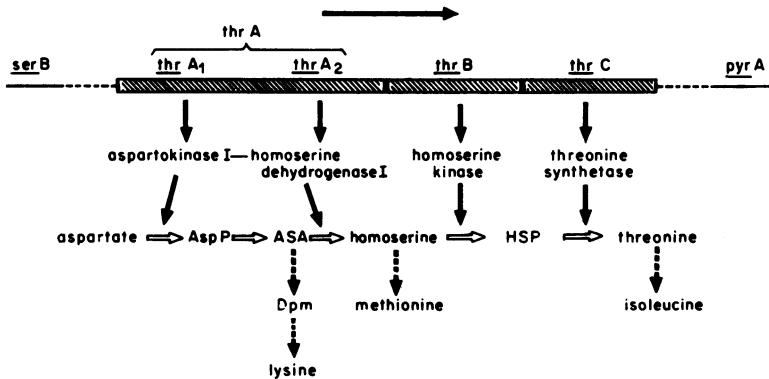 thr A
ser B thr A1 thr A2 thr B thr C pyr A
aspartokinase I — homoserine dehydrogenase I
homoserine kinase
threonine synthetase
aspartate AspP ASA homoserine HSP threonine
Dpm methionine isoleucine
lysine